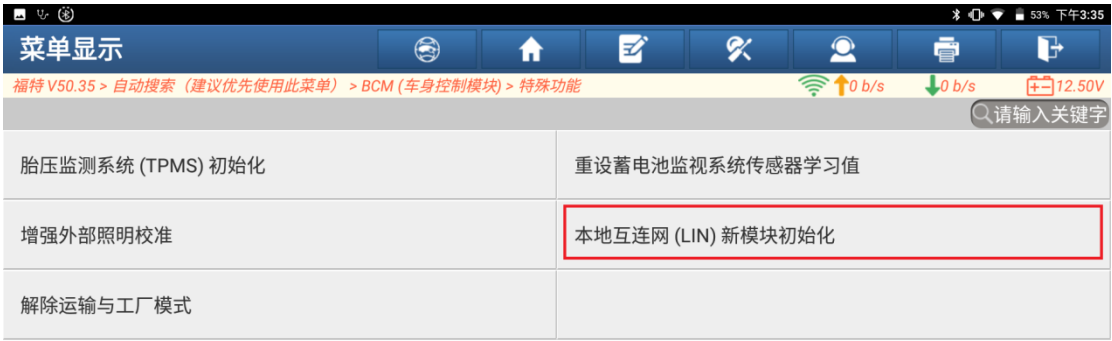 53% 下午3:35
菜单显示
福特 V50.35 > 自动搜索（建议优先使用此菜单） > BCM (车身控制模块) > 特殊功能 0 b/s 0 b/s 12.50V
请输入关键字
胎压监测系统 (TPMS) 初始化 重设蓄电池监视系统传感器学习值
增强外部照明校准 本地互连网 (LIN) 新模块初始化
解除运输与工厂模式